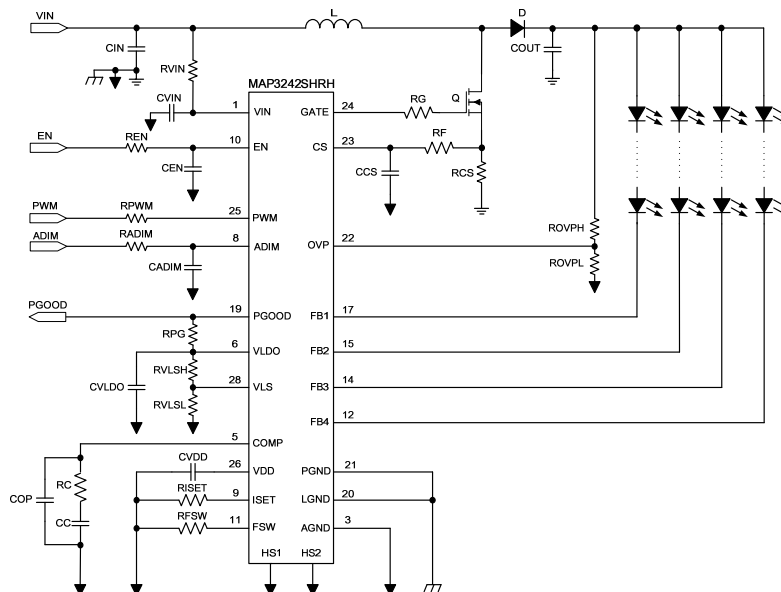 VIN
L
D
CIN
COUT
RVIN
MAP3242SHRH
CVIN
1
VIN
GATE
24
RG
Q
EN
REN
10
EN
CS
23
RF
CEN
CCS
RCS
PWM
RPWM
25
PWM
ADIM
RADIM
8
ADIM
OVP
22
ROVPH
ROVPL
CADIM
PGOOD
19
PGOOD
FB1
17
RPG
6
VLDO
FB2
15
RVLSH
CVLDO
28
VLS
FB3
14
RVLSL
FB4
12
5
COMP
CVDD
26
VDD
PGND
21
RC
COP
RISET
9
ISET
LGND
20
CC
RFSW
11
FSW
AGND
3
HS1
HS2